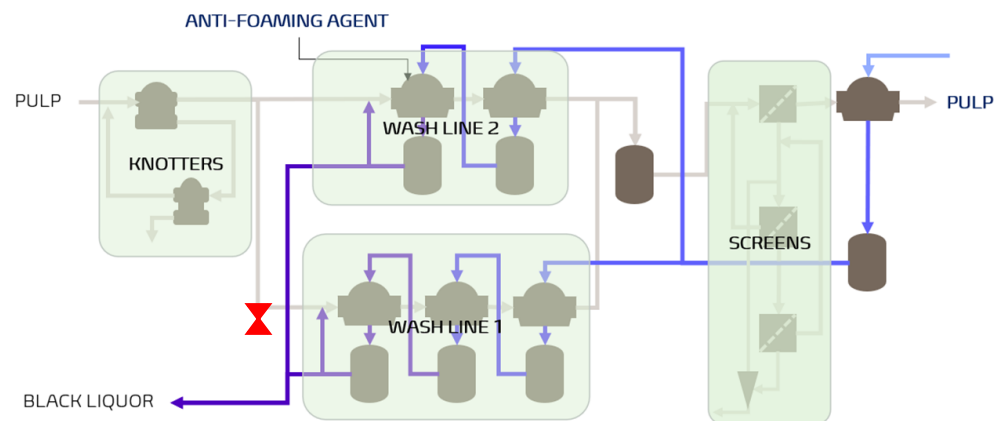 ANTI-FOAMING AGENT
PULP
KNOTTERS
WASH LINE 2
PULP
SCREENS
WASH LINE 1
BLACK LIQUOR